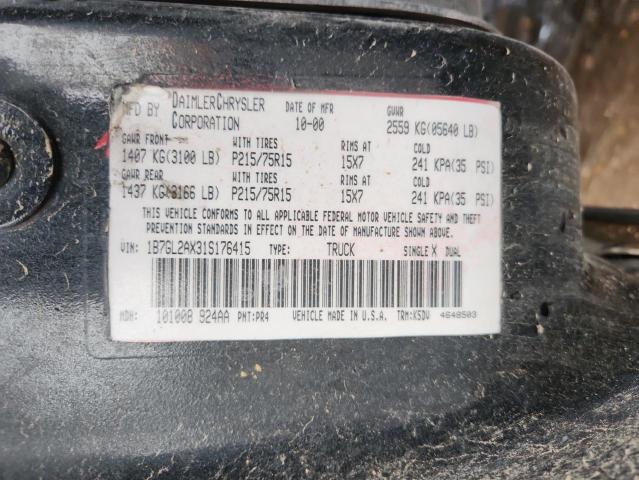 MFD BY DAIMLERCHRYSLER CORPORATION DATE OF MFR 10-00 GVWR 2559 KG(05640 LB)
GAWR FRONT WITH TIRES RIMS AT COLD
1407 KG(3100 LB) P215/75R15 15X7 241 KPA(35 PSI)
GAWR REAR WITH TIRES RIMS AT COLD
1437 KG(3166 LB) P215/75R15 15X7 241 KPA(35 PSI)
THIS VEHICLE CONFORMS TO ALL APPLICABLE FEDERAL MOTOR VEHICLE SAFETY AND THEFT
PREVENTION STANDARDS IN EFFECT ON THE DATE OF MANUFACTURE SHOWN ABOVE.
VIN: 1B7GL2AX31S176415 TYPE: TRUCK SINGLE X DUAL
MDH: 101008 924AA PNT:PR4 VEHICLE MADE IN U.S.A. TRM:K5DV 4648503